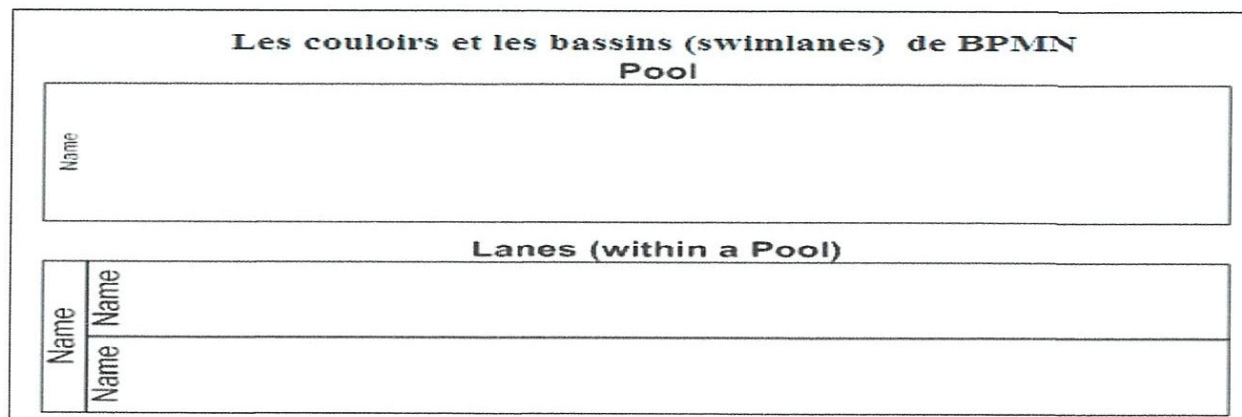 Les couloirs et les bassins (swimlanes) de BPMN
Pool
Name
Lanes (within a Pool)
Name
Name
Name